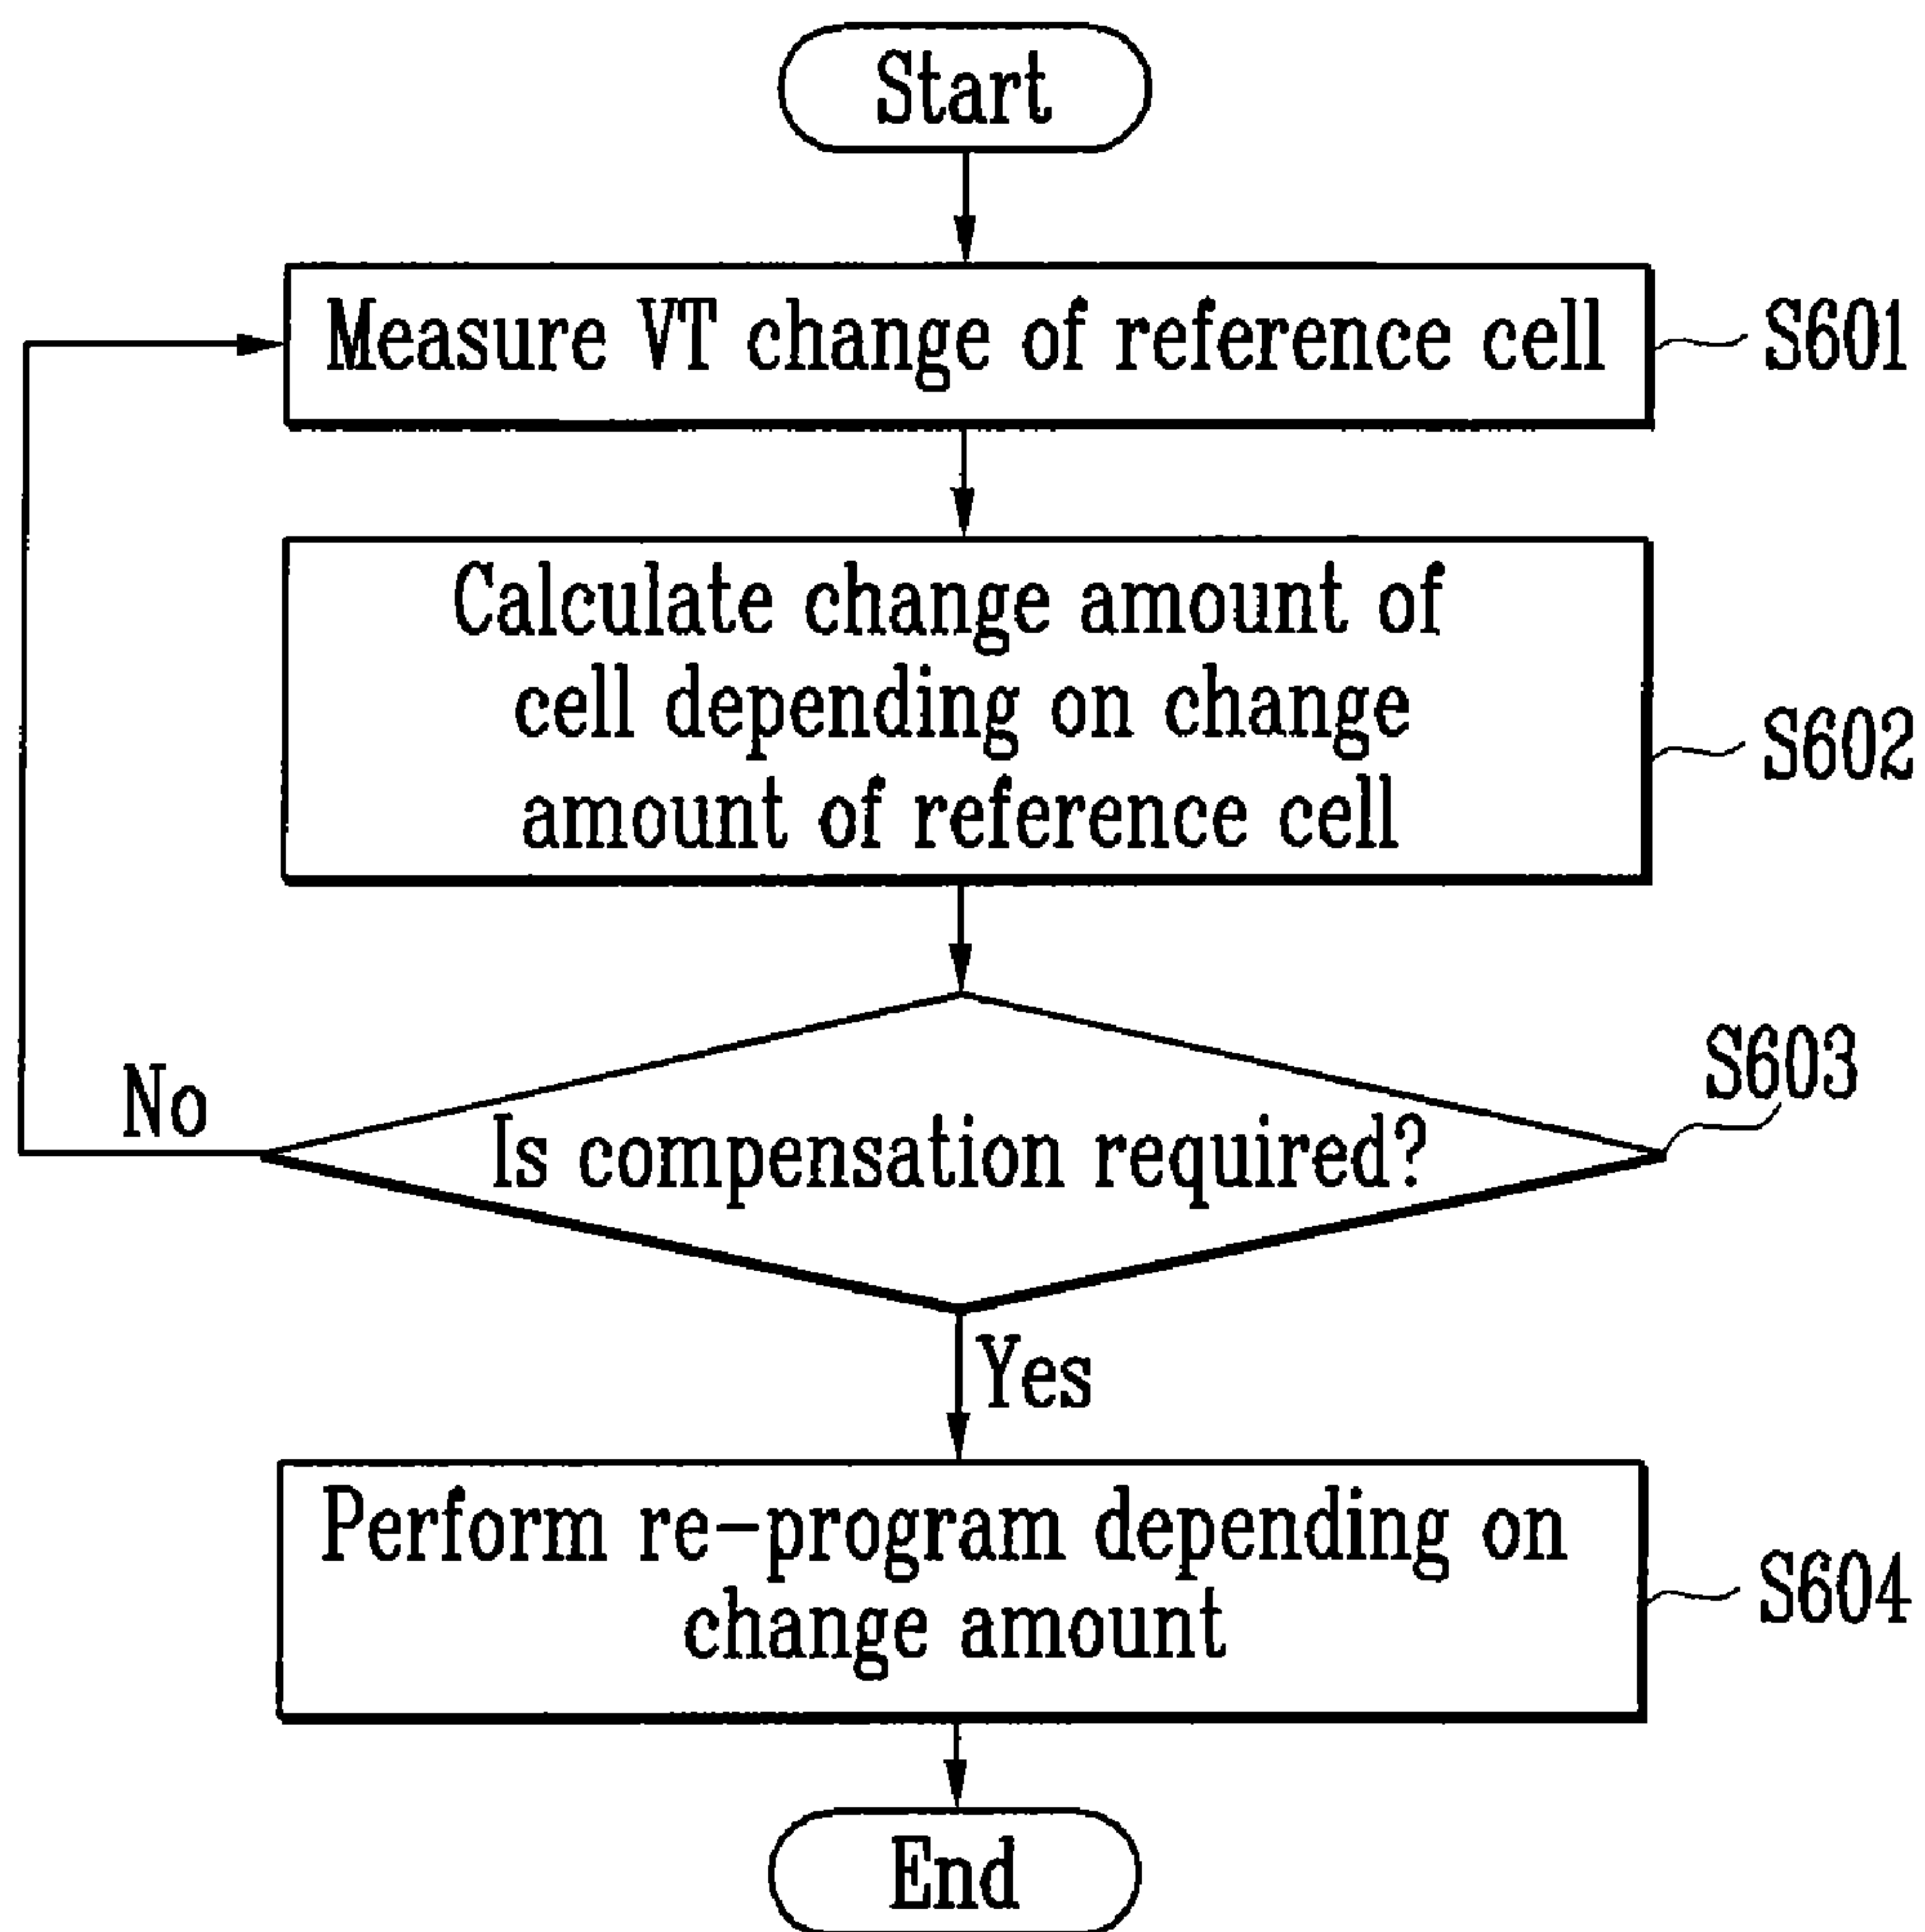 Start
Measure VT change of reference cell
S601
Calculate change amount of
cell depending on change
amount of reference cell
S602
Is compensation required?
S603
No
Yes
Perform re-program depending on
change amount
S604
End